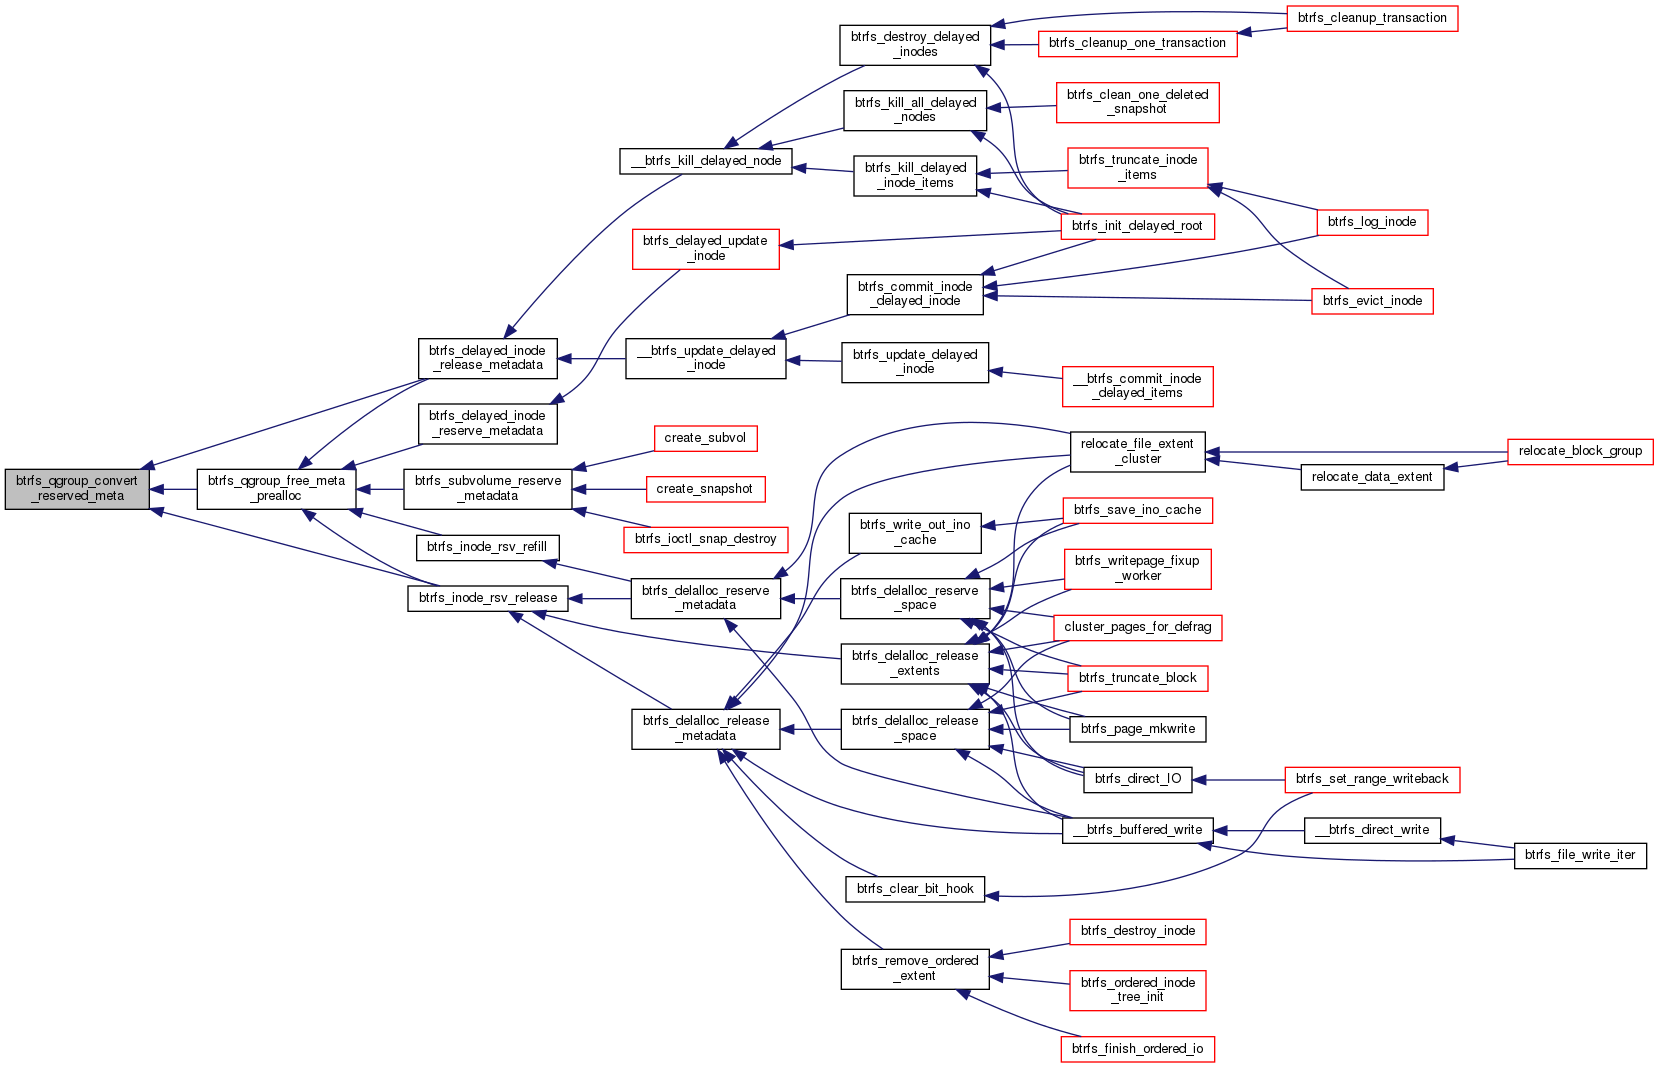 btrfs_qgroup_convert
_reserved_meta
btrfs_qgroup_free_meta
_prealloc
btrfs_delayed_inode
_release_metadata
btrfs_delayed_inode
_reserve_metadata
btrfs_subvolume_reserve
_metadata
btrfs_inode_rsv_refill
btrfs_inode_rsv_release
__btrfs_kill_delayed_node
btrfs_delayed_update
_inode
__btrfs_update_delayed
_inode
create_subvol
create_snapshot
btrfs_ioctl_snap_destroy
btrfs_delalloc_reserve
_metadata
btrfs_delalloc_release
_metadata
btrfs_destroy_delayed
_inodes
btrfs_kill_all_delayed
_nodes
btrfs_kill_delayed
_inode_items
btrfs_commit_inode
_delayed_inode
btrfs_update_delayed
_inode
btrfs_write_out_ino
_cache
btrfs_delalloc_reserve
_space
btrfs_delalloc_release
_extents
btrfs_delalloc_release
_space
btrfs_clear_bit_hook
btrfs_remove_ordered
_extent
btrfs_cleanup_one_transaction
btrfs_clean_one_deleted
_snapshot
btrfs_truncate_inode
_items
btrfs_init_delayed_root
__btrfs_commit_inode
_delayed_items
relocate_file_extent
_cluster
btrfs_save_ino_cache
btrfs_writepage_fixup
_worker
cluster_pages_for_defrag
btrfs_truncate_block
btrfs_page_mkwrite
btrfs_direct_IO
__btrfs_buffered_write
btrfs_destroy_inode
btrfs_ordered_inode
_tree_init
btrfs_finish_ordered_io
btrfs_cleanup_transaction
btrfs_log_inode
btrfs_evict_inode
relocate_data_extent
btrfs_set_range_writeback
__btrfs_direct_write
relocate_block_group
btrfs_file_write_iter